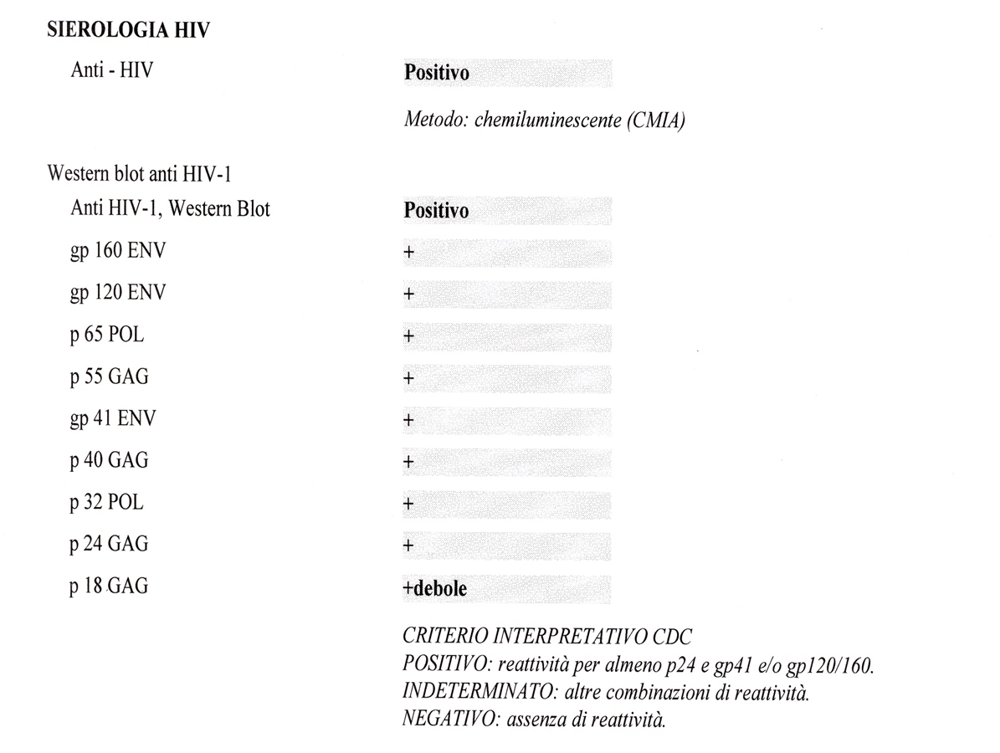 SIEROLOGIA HIV
Anti - HIV Positivo
Metodo: chemiluminescente (CMIA)
Western blot anti HIV-1
Anti HIV-1, Western Blot Positivo
gp 160 ENV +
gp 120 ENV +
p 65 POL +
p 55 GAG +
gp 41 ENV +
p 40 GAG +
p 32 POL +
p 24 GAG +
p 18 GAG +debole
CRITERIO INTERPRETATIVO CDC
POSITIVO: reattività per almeno p24 e gp41 e/o gp120/160.
INDETERMINATO: altre combinazioni di reattività.
NEGATIVO: assenza di reattività.